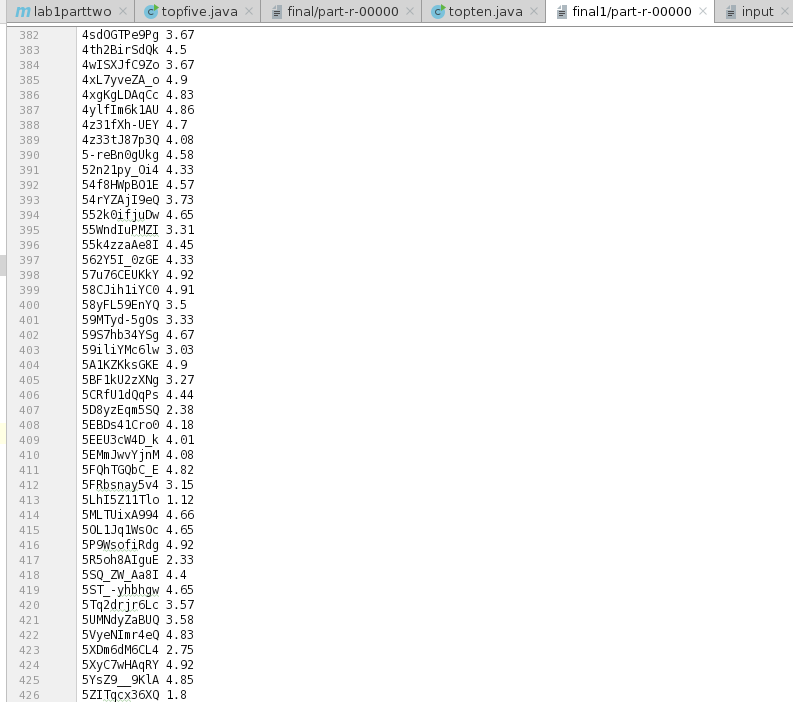 lab1parttwo topfive.java final/part-r-00000 topten.java final1/part-r-00000 input
382 4sdOGTPe9Pg 3.67
383 4th2BirSdQk 4.5
384 4wISXJfC9Zo 3.67
385 4xL7yveZA_o 4.9
386 4xgKgLDAqCc 4.83
387 4ylfIm6k1AU 4.86
388 4z31fXh-UEY 4.7
389 4z33tJ87p3Q 4.08
390 5-reBn0gUkg 4.58
391 52n21py_Oi4 4.33
392 54f8HWpBO1E 4.57
393 54rYZAjI9eQ 3.73
394 552k0ifjuDw 4.65
395 55WndIuPMZI 3.31
396 55k4zzaAe8I 4.45
397 562Y5I_0zGE 4.33
398 57u76CEUKkY 4.92
399 58CJih1iYC0 4.91
400 58yFL59EnYQ 3.5
401 59MTyd-5gOs 3.33
402 59S7hb34YSg 4.67
403 59iliYMc6lw 3.03
404 5A1KZKksGKE 4.9
405 5BF1kU2zXNg 3.27
406 5CRfU1dQqPs 4.44
407 5D8yzEqm5SQ 2.38
408 5EBDs41Cro0 4.18
409 5EEU3cW4D_k 4.01
410 5EMmJwvYjnM 4.08
411 5FQhTGQbC_E 4.82
412 5FRbsnay5v4 3.15
413 5LhI5Z11Tlo 1.12
414 5MLTUixA994 4.66
415 5OL1Jq1WsOc 4.65
416 5P9WsofiRdg 4.92
417 5R5oh8AIguE 2.33
418 5SQ_ZW_Aa8I 4.4
419 5ST_-yhbhgw 4.65
420 5Tq2drjr6Lc 3.57
421 5UMNdyZaBUQ 3.58
422 5VyeNImr4eQ 4.83
423 5XDm6dM6CL4 2.75
424 5XyC7wHAqRY 4.92
425 5YsZ9__9KlA 4.85
426 5ZITqcx36XQ 1.8